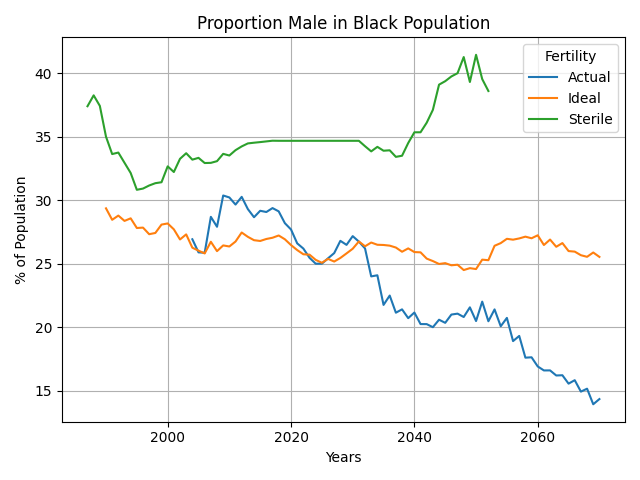 Proportion Male in Black Population
% of Population
40
35
30
25
20
15
2000
2020
2040
2060
Years
Fertility
Actual
Ideal
Sterile